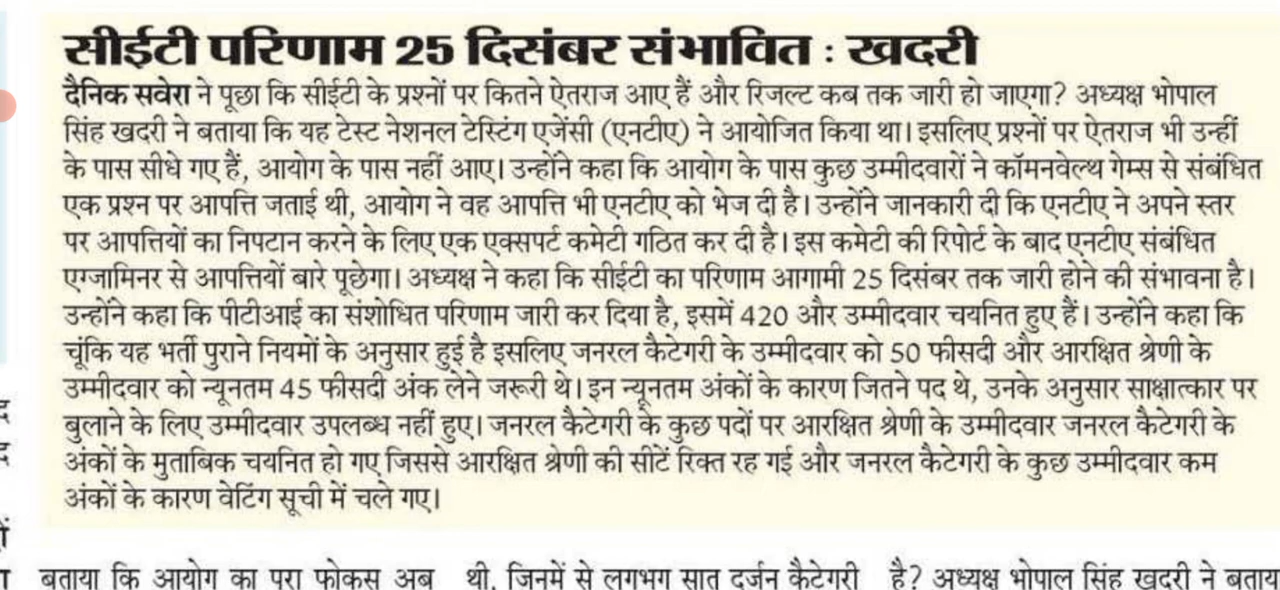 सीईटी परिणाम 25 दिसंबर संभावित : खदरी
दैनिक सवेरा ने पूछा कि सीईटी के प्रश्नों पर कितने ऐतराज आए हैं और रिजल्ट कब तक जारी हो जाएगा? अध्यक्ष भोपाल
सिंह खदरी ने बताया कि यह टेस्ट नेशनल टेस्टिंग एजेंसी (एनटीए) ने आयोजित किया था। इसलिए प्रश्नों पर ऐतराज भी उन्हीं
के पास सीधे गए हैं, आयोग के पास नहीं आए। उन्होंने कहा कि आयोग के पास कुछ उम्मीदवारों ने कॉमनवेल्थ गेम्स से संबंधित
एक प्रश्न पर आपत्ति जताई थी, आयोग ने वह आपत्ति भी एनटीए को भेज दी है। उन्होंने जानकारी दी कि एनटीए ने अपने स्तर
पर आपत्तियों का निपटान करने के लिए एक एक्सपर्ट कमेटी गठित कर दी है। इस कमेटी की रिपोर्ट के बाद एनटीए संबंधित
एग्जामिनर से आपत्तियों बारे पूछेगा। अध्यक्ष ने कहा कि सीईटी का परिणाम आगामी 25 दिसंबर तक जारी होने की संभावना है।
उन्होंने कहा कि पीटीआई का संशोधित परिणाम जारी कर दिया है, इसमें 420 और उम्मीदवार चयनित हुए हैं। उन्होंने कहा कि
चूंकि यह भर्ती पुराने नियमों के अनुसार हुई है इसलिए जनरल कैटेगरी के उम्मीदवार को 50 फीसदी और आरक्षित श्रेणी के
उम्मीदवार को न्यूनतम 45 फीसदी अंक लेने जरूरी थे। इन न्यूनतम अंकों के कारण जितने पद थे, उनके अनुसार साक्षात्कार पर
बुलाने के लिए उम्मीदवार उपलब्ध नहीं हुए। जनरल कैटेगरी के कुछ पदों पर आरक्षित श्रेणी के उम्मीदवार जनरल कैटेगरी के
अंकों के मुताबिक चयनित हो गए जिससे आरक्षित श्रेणी की सीटें रिक्त रह गई और जनरल कैटेगरी के कुछ उम्मीदवार कम
अंकों के कारण वेटिंग सूची में चले गए।
बताया कि आयोग का पूरा फोकस अब
थी, जिनमें से लगभग सात दर्जन कैटेगरी
है? अध्यक्ष भोपाल सिंह खदरी ने